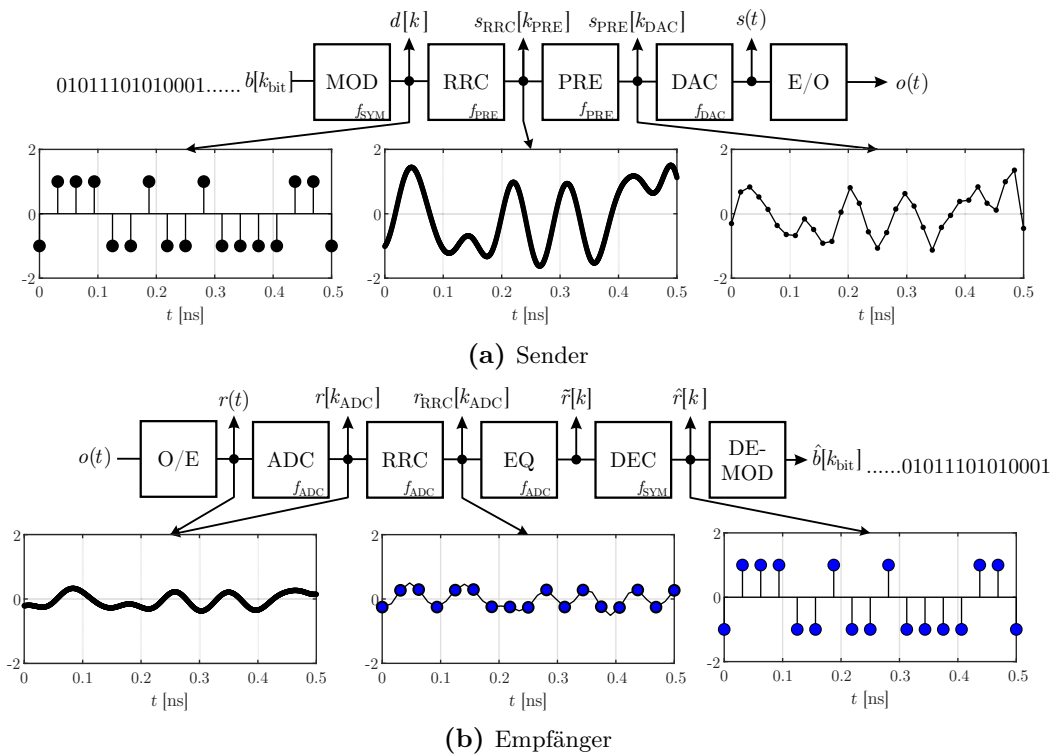 d[k] s_RRC[k_PRE] s_PRE[k_DAC] s(t)
01011101010001...... b[k_bit] MOD f_SYM RRC f_PRE PRE f_PRE DAC f_DAC E/O o(t)
2 2 2
0 0 0
-2 -2 -2
0 0.1 0.2 0.3 0.4 0.5 0 0.1 0.2 0.3 0.4 0.5 0 0.1 0.2 0.3 0.4 0.5
t [ns] t [ns] t [ns]
(a) Sender
r(t) r[k_ADC] r_RRC[k_ADC] r̃[k] r̂[k]
o(t) O/E ADC f_ADC RRC f_ADC EQ f_ADC DEC f_SYM DE-
MOD b̂[k_bit] ......01011101010001
2 2 2
0 0 0
-2 -2 -2
0 0.1 0.2 0.3 0.4 0.5 0 0.1 0.2 0.3 0.4 0.5 0 0.1 0.2 0.3 0.4 0.5
t [ns] t [ns] t [ns]
(b) Empfänger